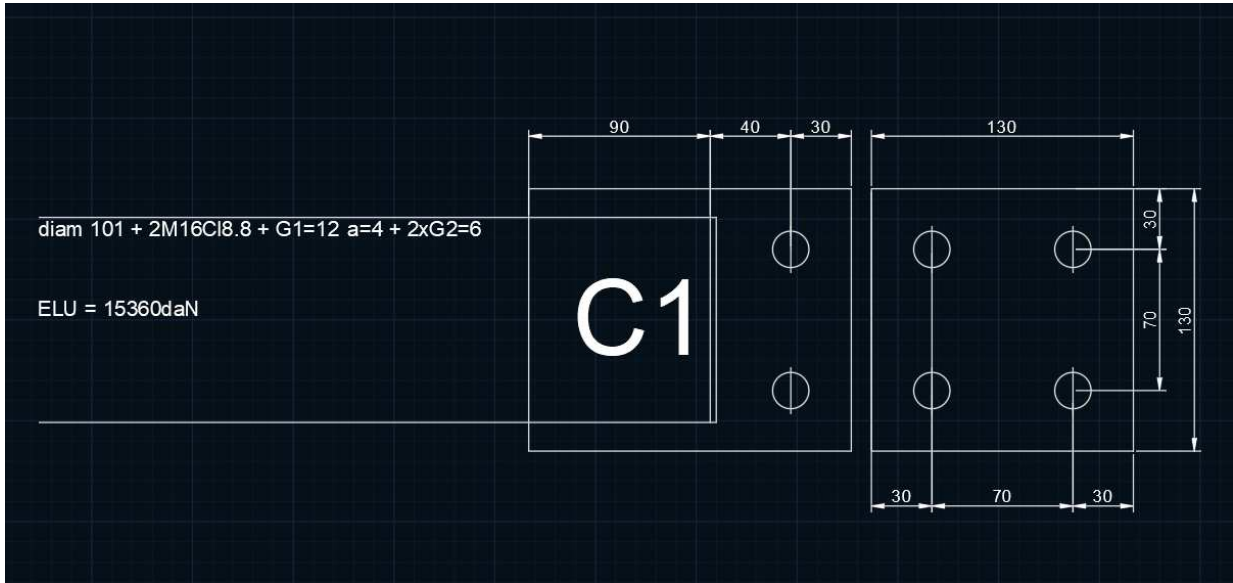 90 40 30 130
diam 101 + 2M16Cl8.8 + G1=12 a=4 + 2xG2=6
30
ELU = 15360daN
C1
70
130
30 70 30